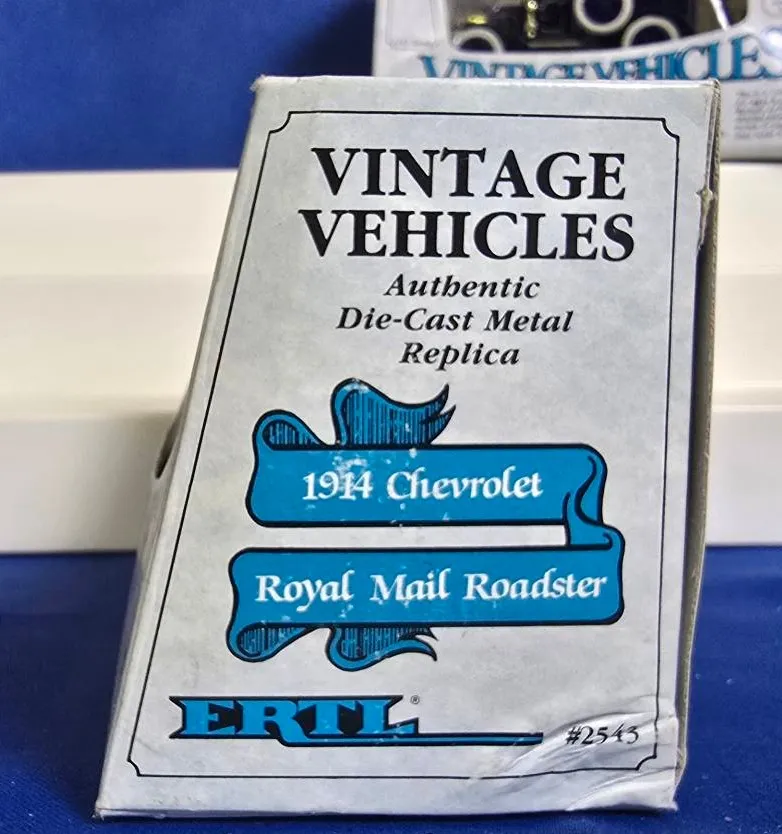 VINTAGE VEHICLES
VINTAGE
VEHICLES
Authentic
Die-Cast Metal
Replica
1914 Chevrolet
Royal Mail Roadster
ERTL®
#2543